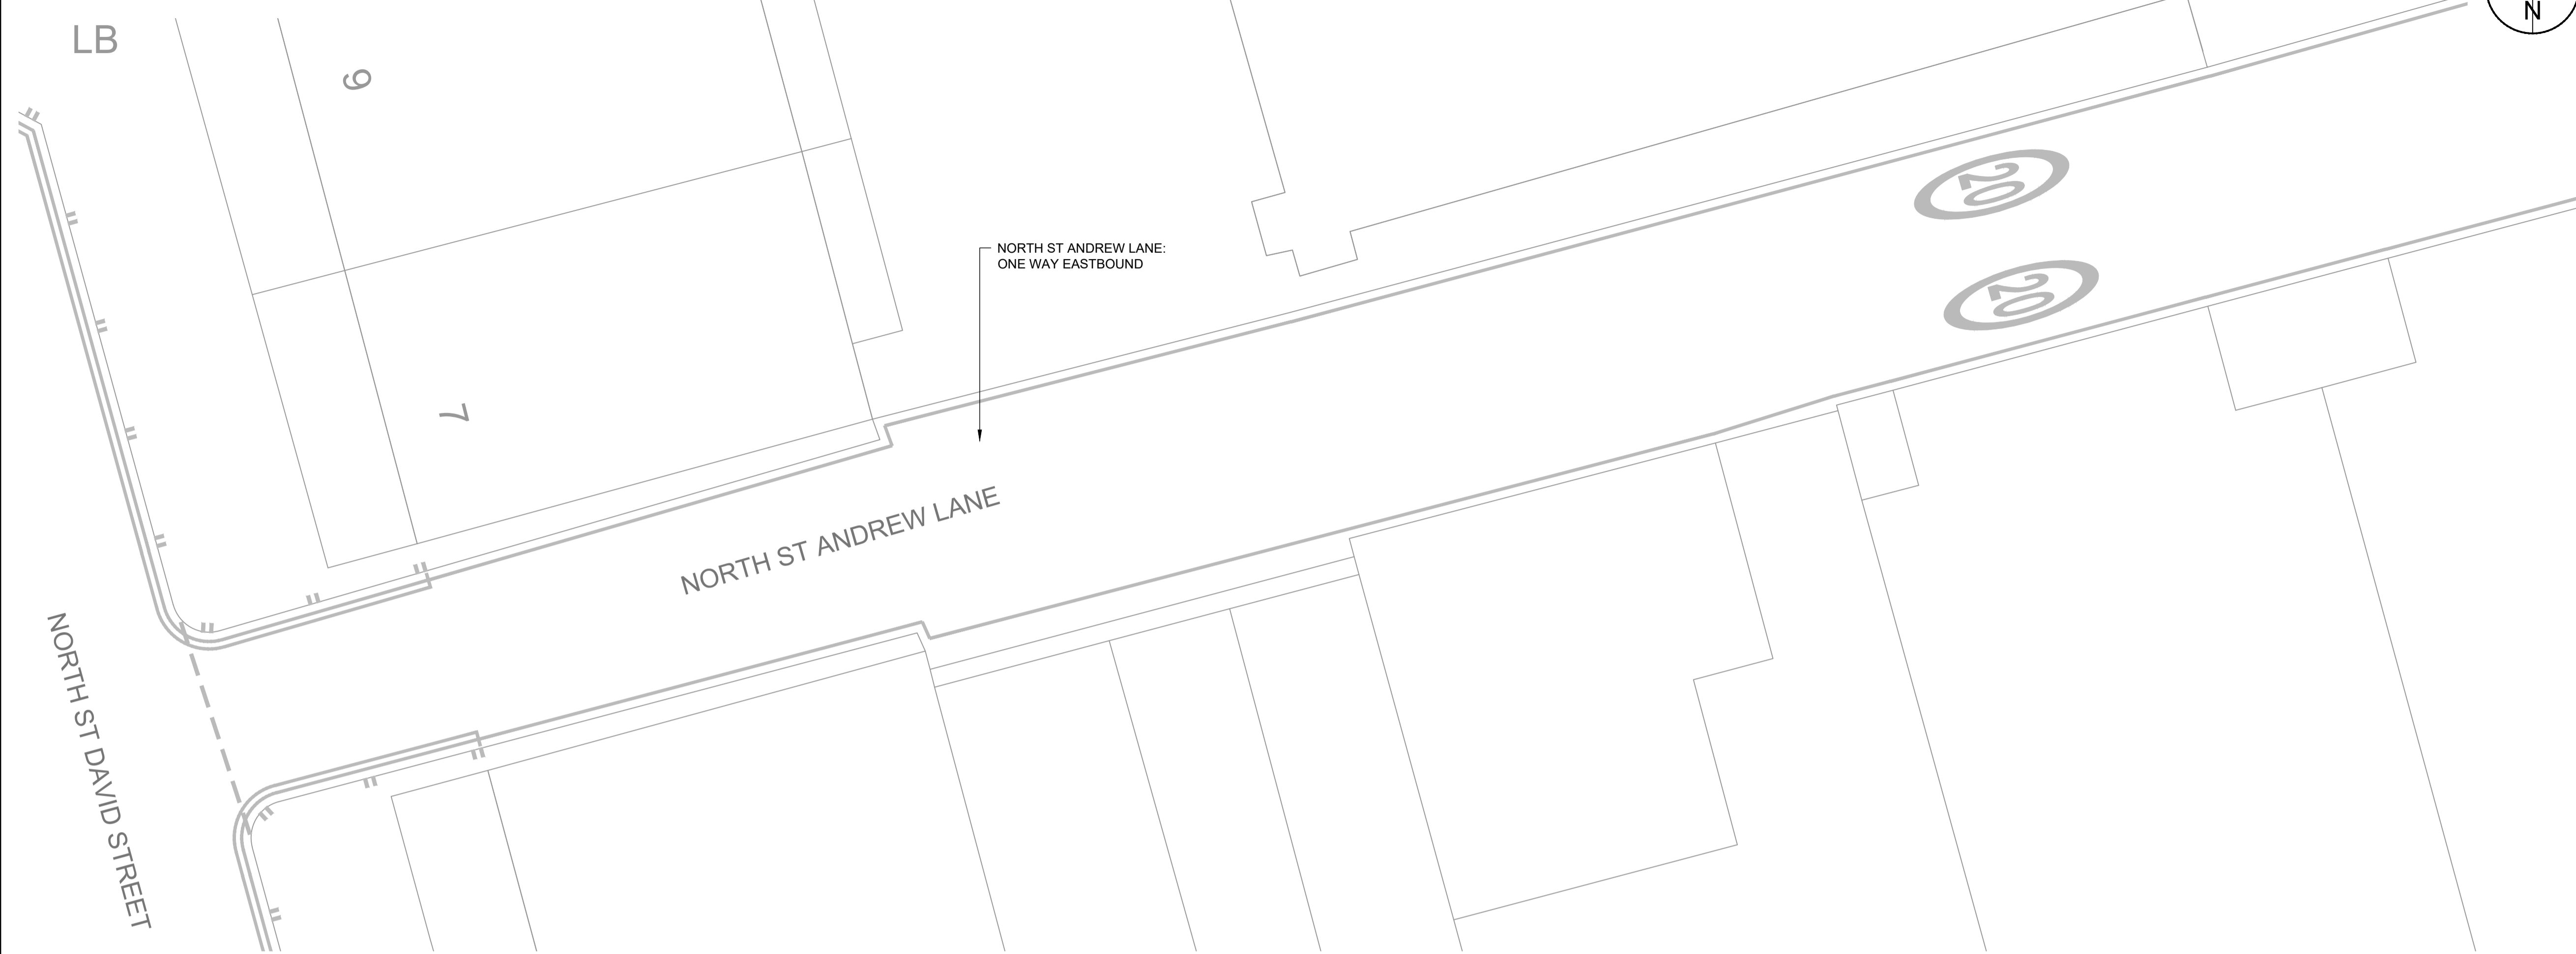 LB
N
9
20
20
NORTH ST ANDREW LANE:
ONE WAY EASTBOUND
7
NORTH ST ANDREW LANE
NORTH ST DAVID STREET